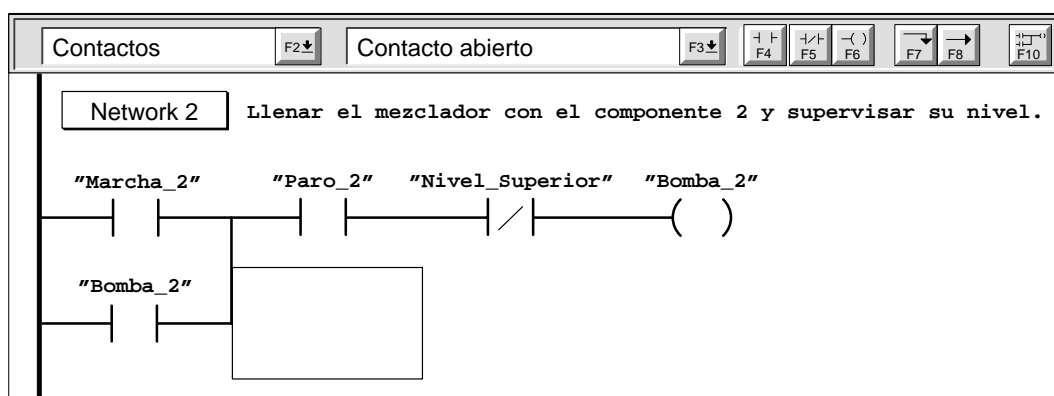 Contactos F2 Contacto abierto F3 F4 F5 F6 F7 F8 F10
Network 2 Llenar el mezclador con el componente 2 y supervisar su nivel.
"Marcha_2" "Paro_2" "Nivel_Superior" "Bomba_2"
"Bomba_2"